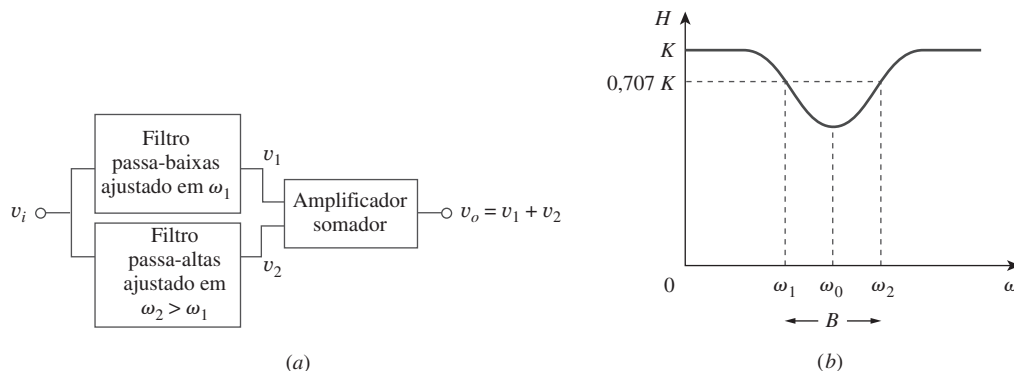 Filtro
passa-baixas
ajustado em ω1
v1
vi
Amplificador
somador
vo = v1 + v2
Filtro
passa-altas
ajustado em
ω2 > ω1
v2
(a)
H
K
0,707 K
0
ω1
ω0
ω2
ω
B
(b)